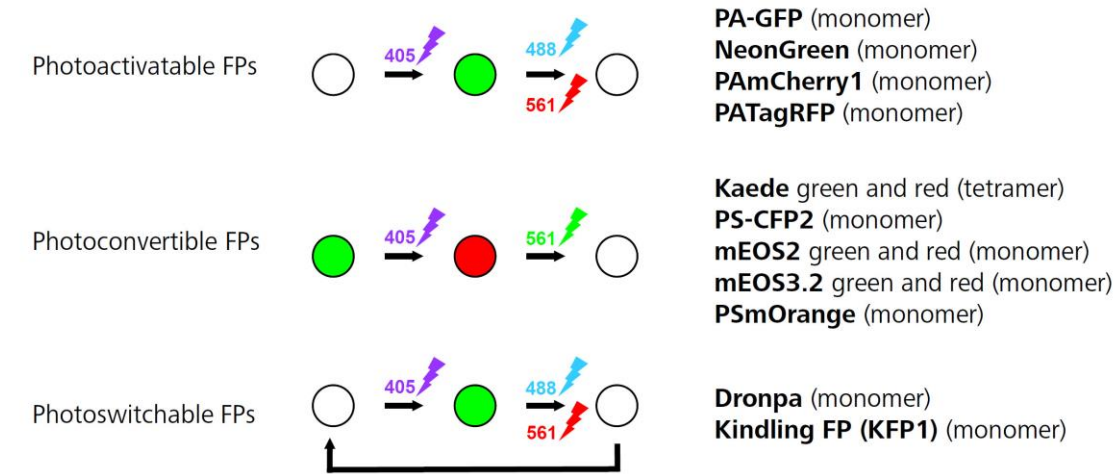 Photoactivatable FPs
405
488
561
PA-GFP (monomer)
NeonGreen (monomer)
PAmCherry1 (monomer)
PATagRFP (monomer)
Photoconvertible FPs
405
561
Kaede green and red (tetramer)
PS-CFP2 (monomer)
mEOS2 green and red (monomer)
mEOS3.2 green and red (monomer)
PSmOrange (monomer)
Photoswitchable FPs
405
488
561
Dronpa (monomer)
Kindling FP (KFP1) (monomer)